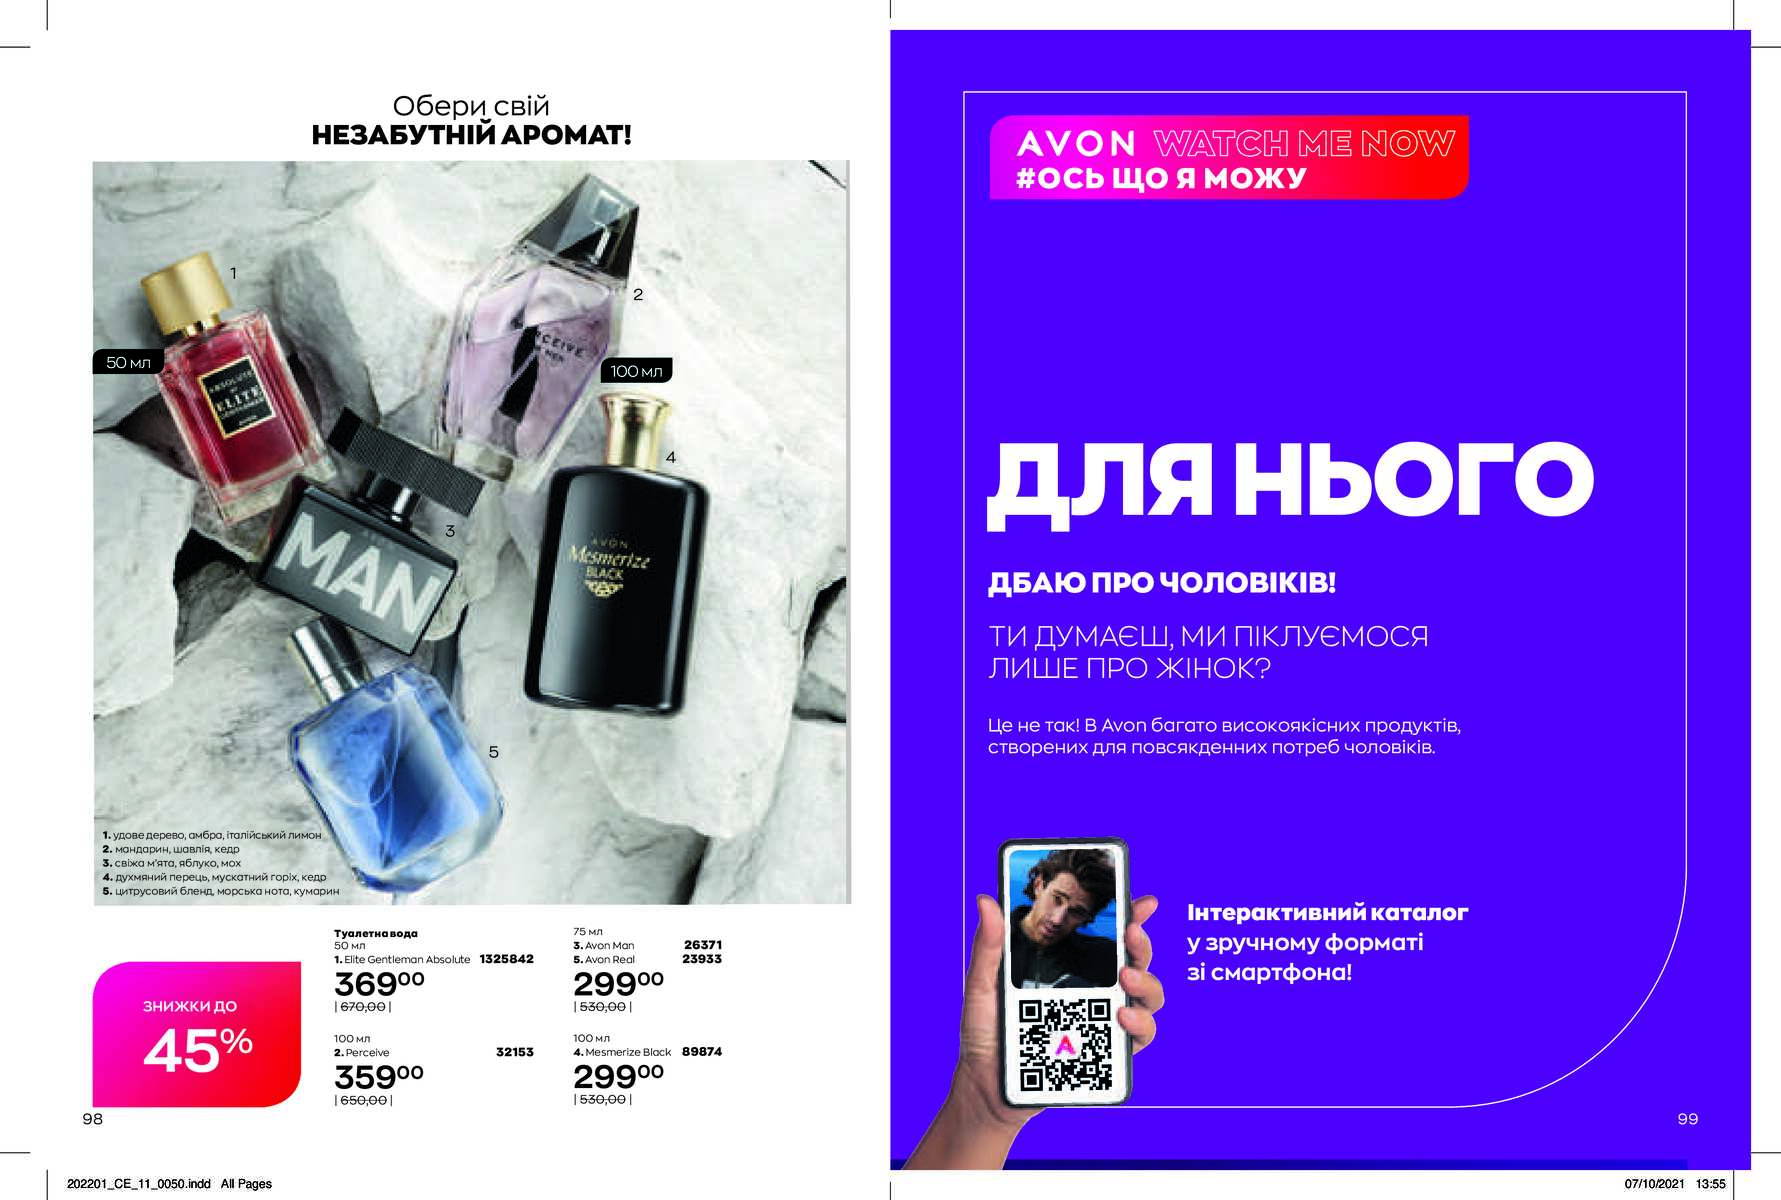 Обери свій
НЕЗАБУТНІЙ АРОМАТ!
1
2
50 мл
100 мл
ABSOLUTE
BY
ELITE
GENTLEMAN
AVON
FOR MEN
4
3
MAN
AVON
Mesmerize
BLACK
5
1. удове дерево, амбра, італійський лимон
2. мандарин, шавлія, кедр
3. свіжа м'ята, яблуко, мох
4. духмяний перець, мускатний горіх, кедр
5. цитрусовий бленд, морська нота, кумарин
ЗНИЖКИ ДО
45%
Туалетна вода
50 мл
1. Elite Gentleman Absolute 1325842
36900
| 670,00 |
100 мл
2. Perceive 32153
35900
| 650,00 |
75 мл
3. Avon Man 26371
5. Avon Real 23933
29900
| 530,00 |
100 мл
4. Mesmerize Black 89874
29900
| 530,00 |
98
AVON WATCH ME NOW
#ОСЬ ЩО Я МОЖУ
ДЛЯ НЬОГО
ДБАЮ ПРО ЧОЛОВІКІВ!
ТИ ДУМАЄШ, МИ ПІКЛУЄМОСЯ
ЛИШЕ ПРО ЖІНОК?
Це не так! В Avon багато високоякісних продуктів,
створених для повсякденних потреб чоловіків.
Інтерактивний каталог
у зручному форматі
зі смартфона!
A
99
202201_CE_11_0050.indd All Pages
07/10/2021 13:55